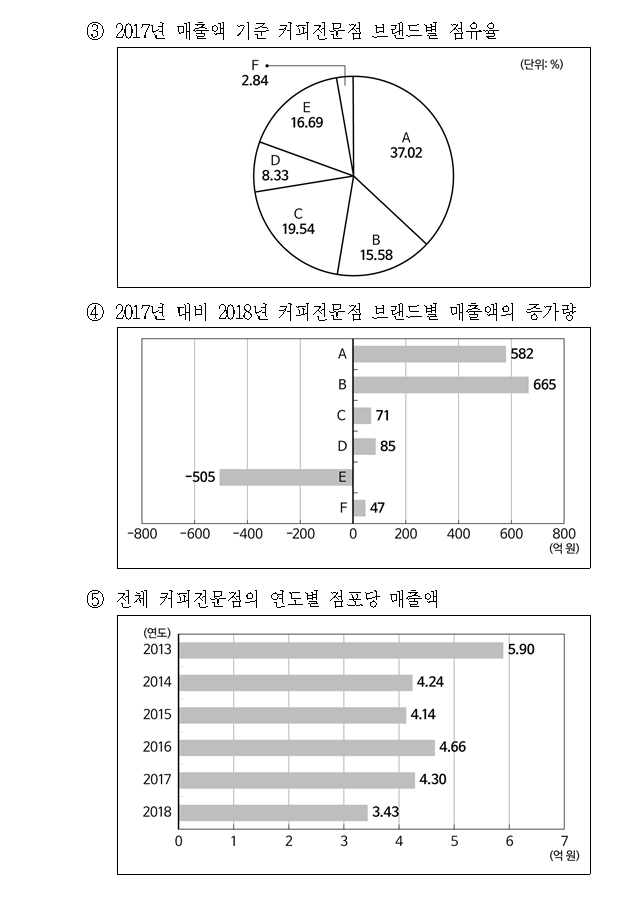 ③ 2017년 매출액 기준 커피전문점 브랜드별 점유율
(단위: %)
F
2.84
E
16.69
A
37.02
D
8.33
C
19.54
B
15.58
④ 2017년 대비 2018년 커피전문점 브랜드별 매출액의 증가량
A 582
B 665
C 71
D 85
-505 E
F 47
-800 -600 -400 -200 0 200 400 600 800
(억 원)
⑤ 전체 커피전문점의 연도별 점포당 매출액
(연도)
2013 5.90
2014 4.24
2015 4.14
2016 4.66
2017 4.30
2018 3.43
0 1 2 3 4 5 6 7
(억 원)